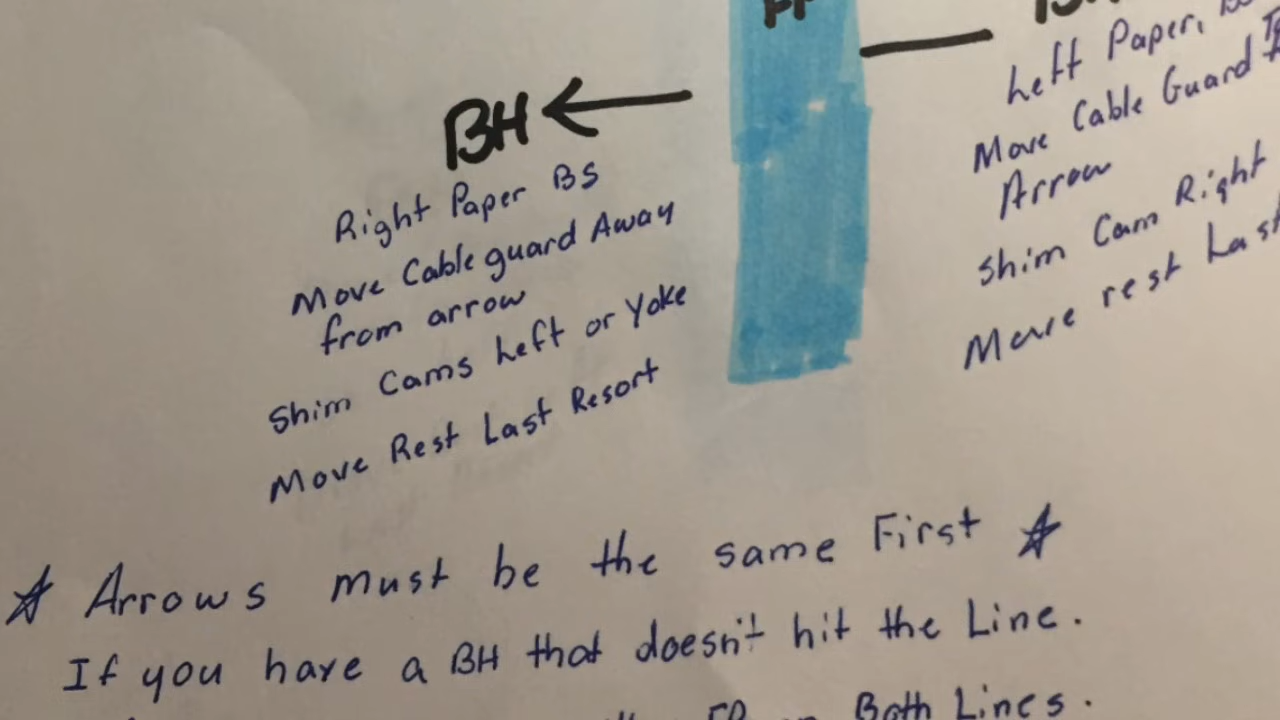 BH
Right Paper BS
Move Cable guard Away
from arrow
Shim Cams Left or Yoke
Move Rest Last Resort
Left Paper,
Move Cable Guard
Arrow
Shim Cam Right
Move rest Last
Arrows must be the same First
If you have a BH that doesn't hit the Line.
Both Lines.